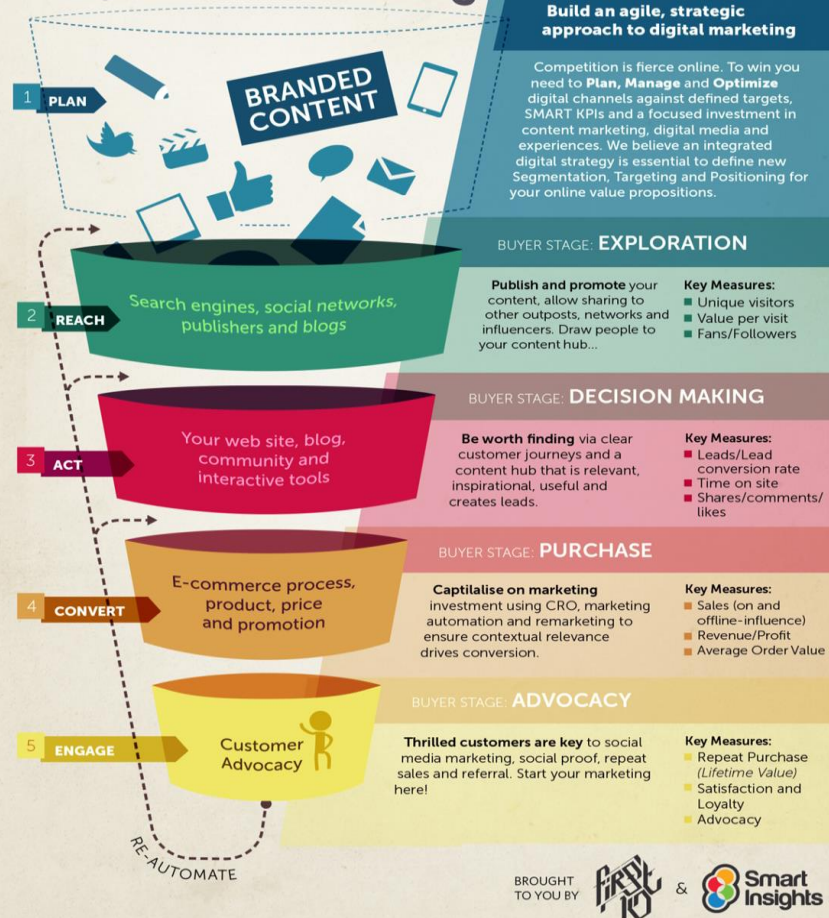 Build an agile, strategic
approach to digital marketing
1 PLAN
BRANDED
CONTENT
Competition is fierce online. To win you
need to Plan, Manage and Optimize
digital channels against defined targets,
SMART KPIs and a focused investment in
content marketing, digital media and
experiences. We believe an integrated
digital strategy is essential to define new
Segmentation, Targeting and Positioning for
your online value propositions.
BUYER STAGE: EXPLORATION
2 REACH
Search engines, social networks,
publishers and blogs
Publish and promote your
content, allow sharing to
other outposts, networks and
influencers. Draw people to
your content hub...
Key Measures:
Unique visitors
Value per visit
Fans/Followers
BUYER STAGE: DECISION MAKING
3 ACT
Your web site, blog,
community and
interactive tools
Be worth finding via clear
customer journeys and a
content hub that is relevant,
inspirational, useful and
creates leads.
Key Measures:
Leads/Lead
conversion rate
Time on site
Shares/comments/
likes
BUYER STAGE: PURCHASE
4 CONVERT
E-commerce process,
product, price
and promotion
Captilalise on marketing
investment using CRO, marketing
automation and remarketing to
ensure contextual relevance
drives conversion.
Key Measures:
Sales (on and
offline-influence)
Revenue/Profit
Average Order Value
BUYER STAGE: ADVOCACY
5 ENGAGE
Customer
Advocacy
Thrilled customers are key to social
media marketing, social proof, repeat
sales and referral. Start your marketing
here!
Key Measures:
Repeat Purchase
(Lifetime Value)
Satisfaction and
Loyalty
Advocacy
RE-AUTOMATE
BROUGHT
TO YOU BY
FiRST
10
&
Smart
Insights